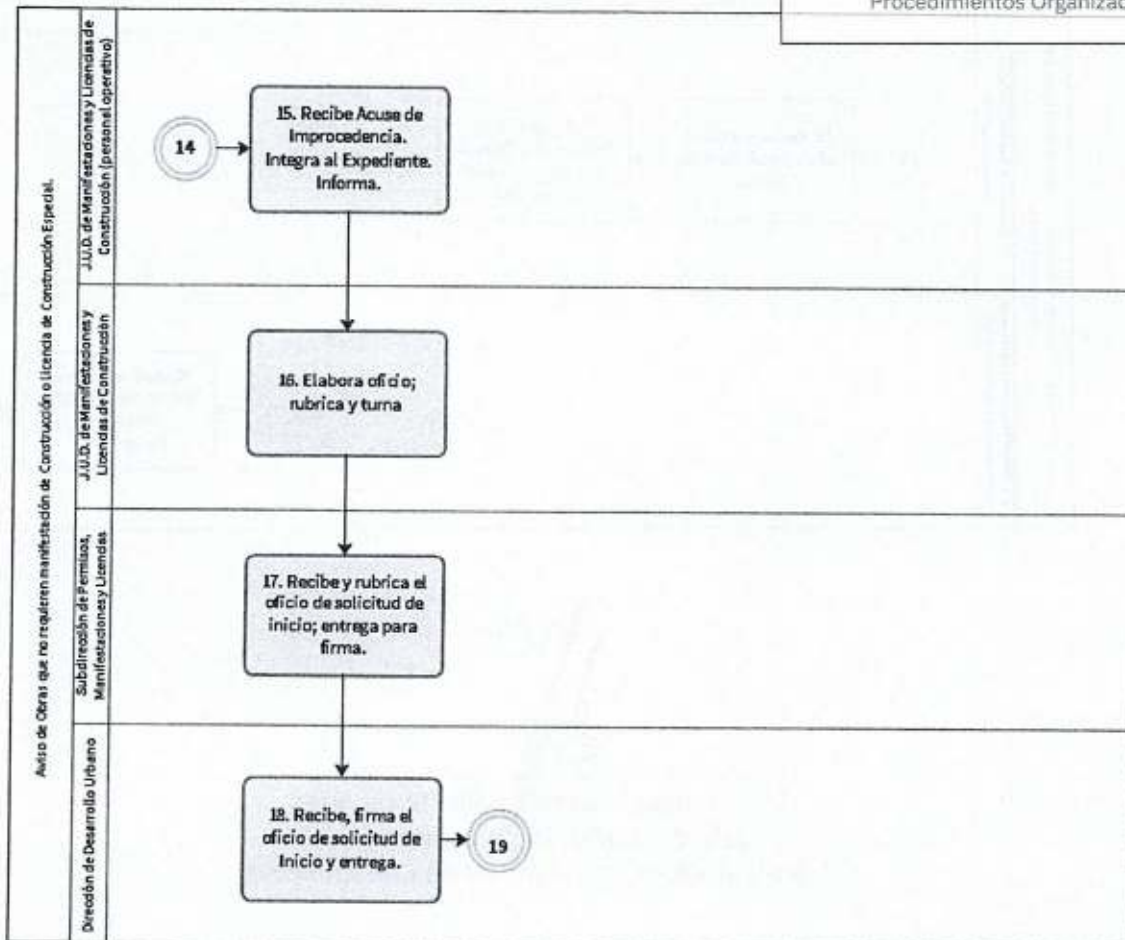 Procedimientos Organizac
Aviso de Obras que no requieren manifestación de Construcción o licencia de Construcción Especial.
J.U.D. de Manifestaciones y Licencias de
Construcción (personal operativo)
14
15. Recibe Acuse de
Improcedencia.
Integra al Expediente.
Informa.
J.U.D. de Manifestaciones y
Licencias de Construcción
16. Elabora oficio;
rubrica y turna
Subdirección de Permisos,
Manifestaciones y Licencias
17. Recibe y rubrica el
oficio de solicitud de
inicio; entrega para
firma.
Dirección de Desarrollo Urbano
18. Recibe, firma el
oficio de solicitud de
Inicio y entrega.
19